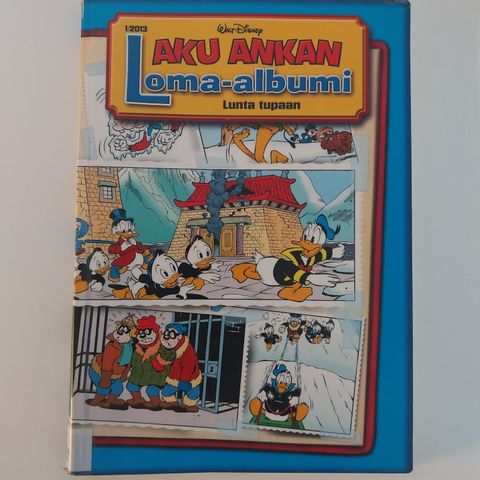 1/2013
WALT DISNEY
AKU ANKAN
Loma-albumi
Lunta tupaan